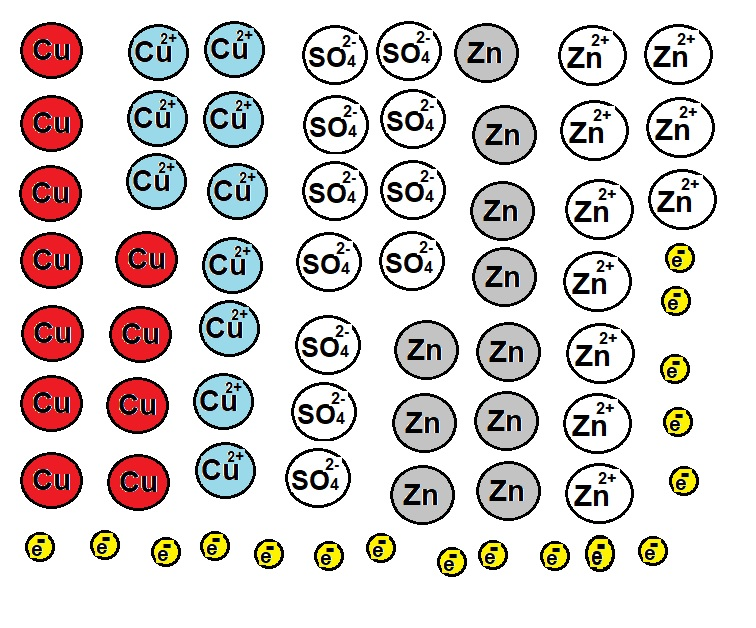 Cu Cu²⁺ Cu²⁺ SO₄²⁻ SO₄²⁻ Zn Zn²⁺ Zn²⁺
Cu Cu²⁺ Cu²⁺ SO₄²⁻ SO₄²⁻ Zn Zn²⁺ Zn²⁺
Cu Cu²⁺ Cu²⁺ SO₄²⁻ SO₄²⁻ Zn Zn²⁺ Zn²⁺
Cu Cu Cu²⁺ SO₄²⁻ SO₄²⁻ Zn Zn²⁺ e⁻
e⁻
Cu Cu Cu²⁺ SO₄²⁻ Zn Zn Zn²⁺ e⁻
Cu Cu Cu²⁺ SO₄²⁻ Zn Zn Zn²⁺ e⁻
Cu Cu Cu²⁺ SO₄²⁻ Zn Zn Zn²⁺ e⁻
e⁻ e⁻ e⁻ e⁻ e⁻ e⁻ e⁻ e⁻ e⁻ e⁻ e⁻ e⁻